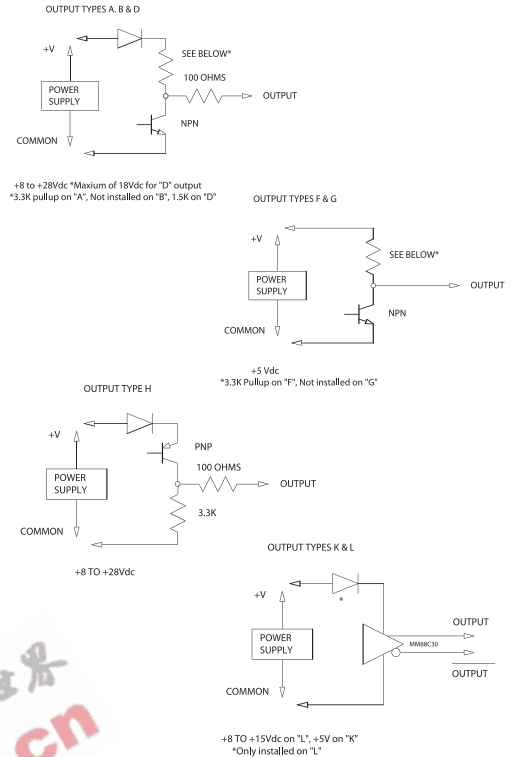 OUTPUT TYPES A. B & D
+V
SEE BELOW*
100 OHMS
POWER
SUPPLY
OUTPUT
NPN
COMMON
+8 to +28Vdc *Maxium of 18Vdc for "D" output
*3.3K pullup on "A", Not installed on "B", 1.5K on "D"
OUTPUT TYPES F & G
+V
SEE BELOW*
POWER
SUPPLY
OUTPUT
NPN
COMMON
+5 Vdc
*3.3K Pullup on "F", Not installed on "G"
OUTPUT TYPE H
+V
PNP
100 OHMS
POWER
SUPPLY
OUTPUT
3.3K
COMMON
+8 TO +28Vdc
OUTPUT TYPES K & L
+V
*
OUTPUT
POWER
SUPPLY
MM88C30
OUTPUT
COMMON
+8 TO +15Vdc on "L", +5V on "K"
*Only installed on "L"
世界
.cn